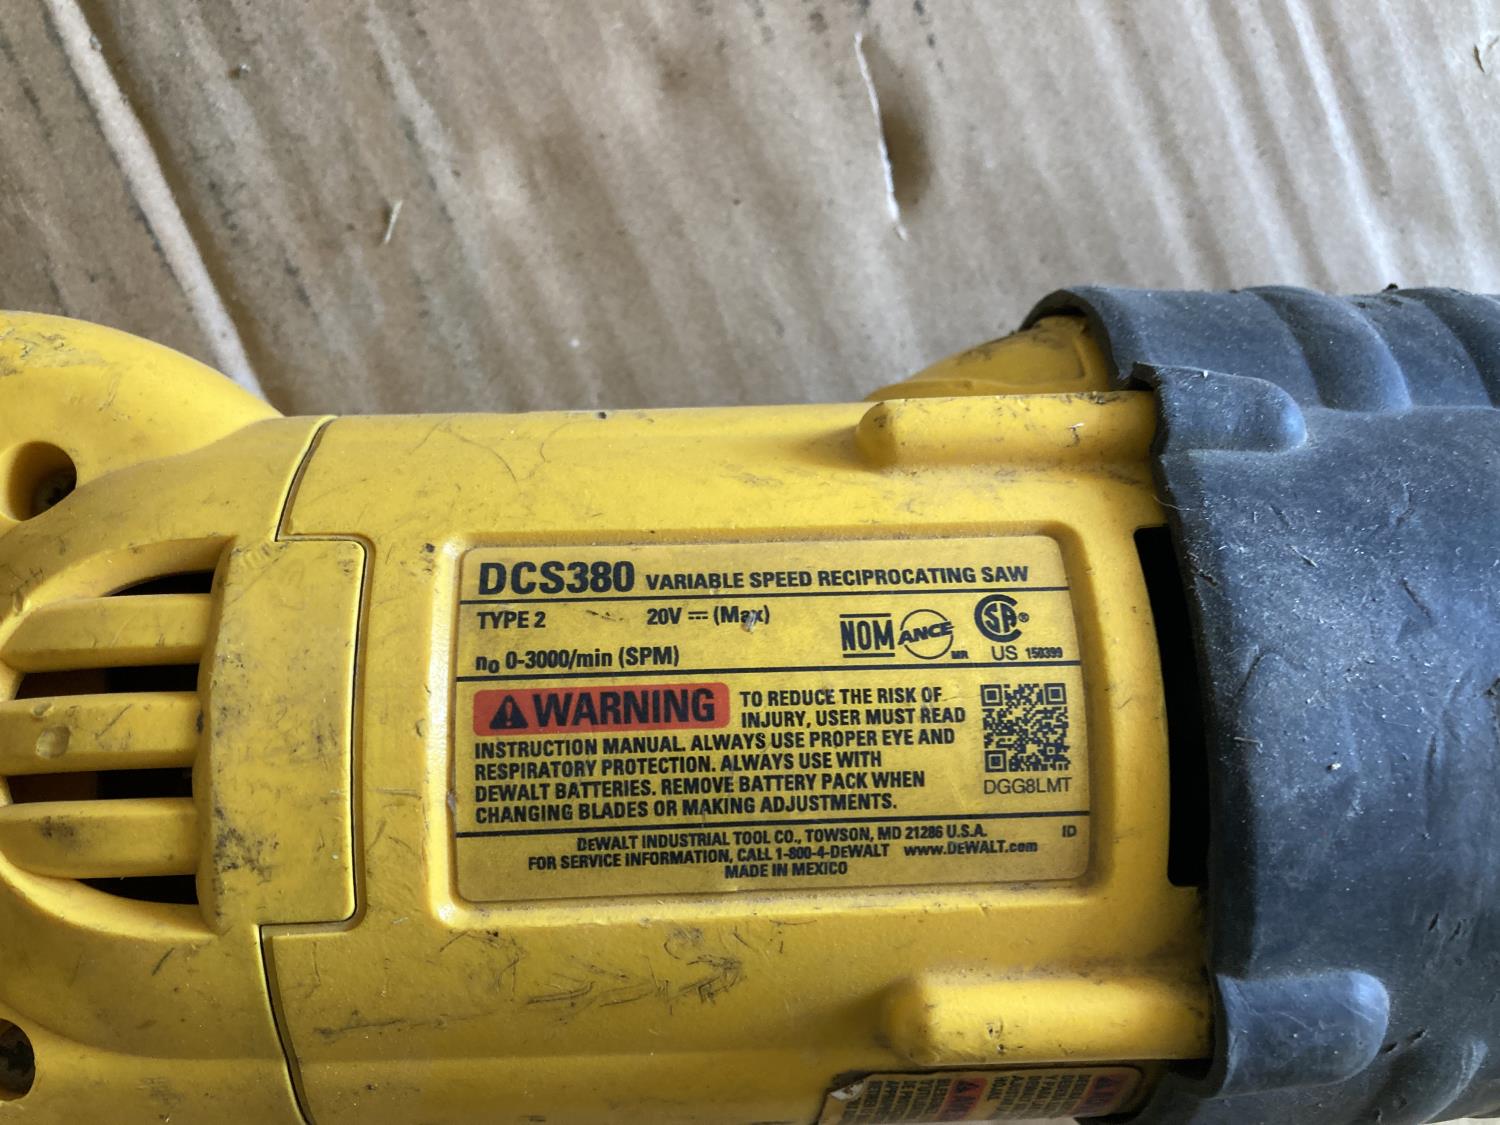 DCS380 VARIABLE SPEED RECIPROCATING SAW
TYPE 2 20V ⎓ (Max)
n₀ 0-3000/min (SPM)
NOM ANCE MR
SA® US 158399
WARNING TO REDUCE THE RISK OF
INJURY, USER MUST READ
INSTRUCTION MANUAL. ALWAYS USE PROPER EYE AND
RESPIRATORY PROTECTION. ALWAYS USE WITH
DEWALT BATTERIES. REMOVE BATTERY PACK WHEN
CHANGING BLADES OR MAKING ADJUSTMENTS.
DGG8LMT
DEWALT INDUSTRIAL TOOL CO., TOWSON, MD 21286 U.S.A. ID
FOR SERVICE INFORMATION, CALL 1-800-4-DEWALT www.DEWALT.com
MADE IN MEXICO